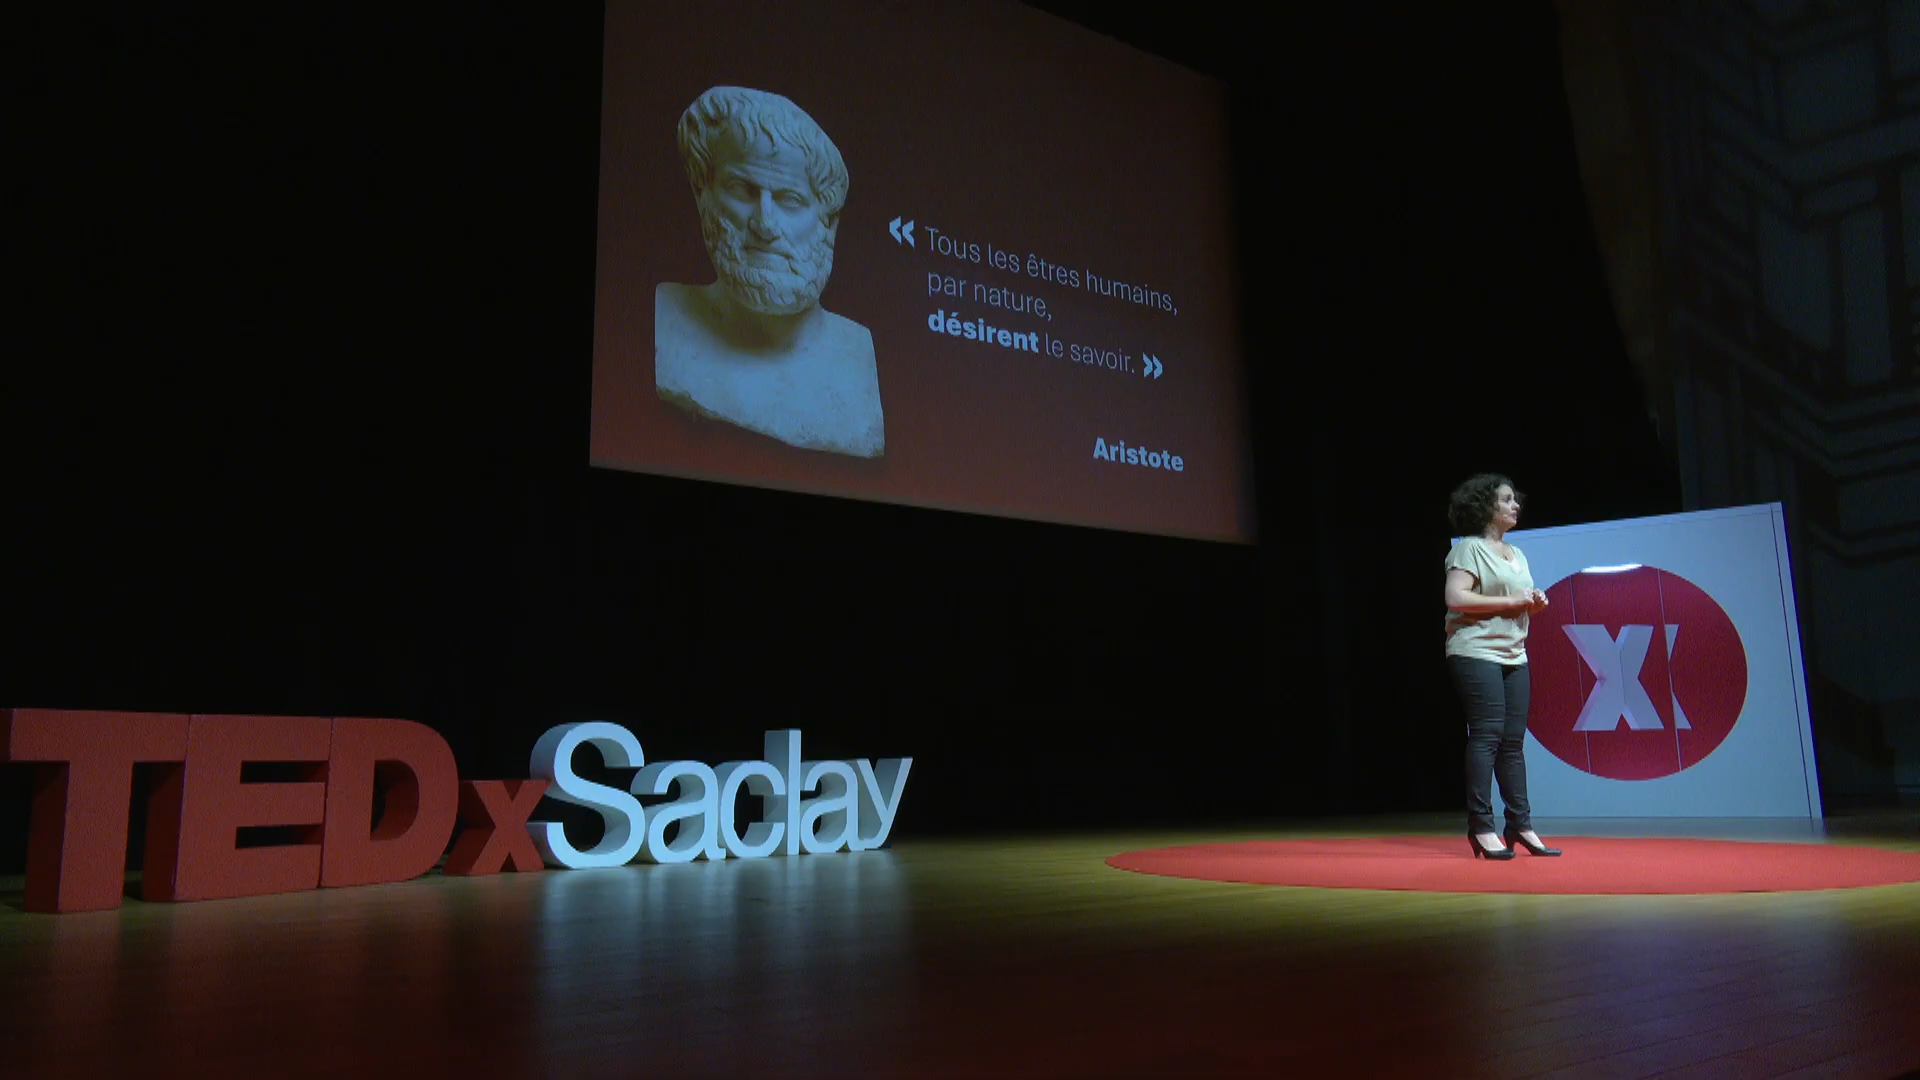 « Tous les êtres humains,
par nature,
désirent le savoir. »
Aristote
TEDxSaclay
X